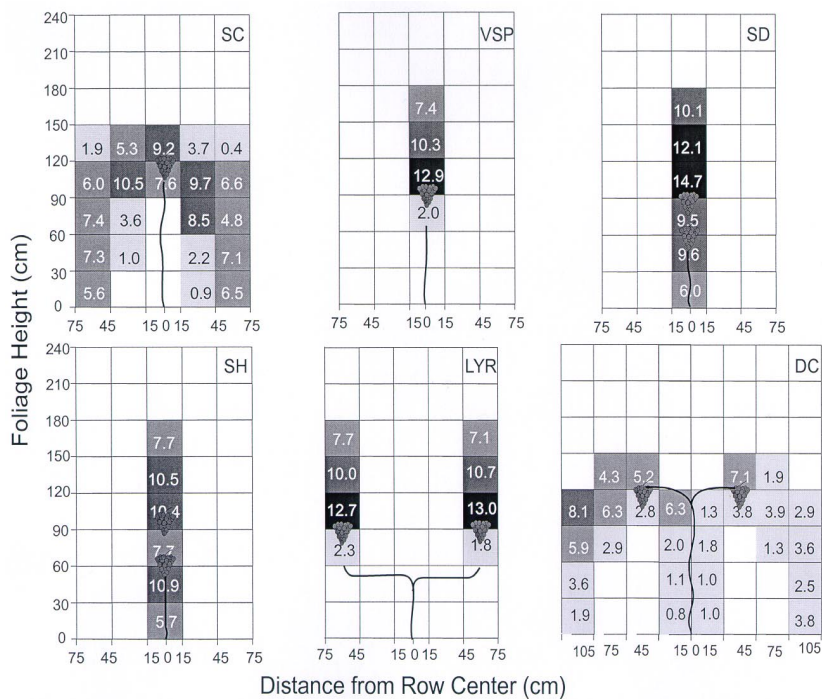 240 SC VSP SD
210
180 7.4 10.1
150 10.3 12.1
1.9 5.3 9.2 3.7 0.4
120 12.9 14.7
6.0 10.5 7.6 9.7 6.6
90 2.0 9.5
7.4 3.6 8.5 4.8
60 9.6
7.3 1.0 2.2 7.1
30 6.0
5.6 0.9 6.5
0
75 45 15 0 15 45 75 75 45 15 0 15 45 75 75 45 15 0 15 45 75
Foliage Height (cm)
240 SH LYR DC
210
180
7.7 7.7 7.1
150
10.5 10.0 10.7 4.3 5.2 7.1 1.9
120
10.4 12.7 13.0 8.1 6.3 2.8 6.3 1.3 3.8 3.9 2.9
90
7.7 2.3 1.8 5.9 2.9 2.0 1.8 1.3 3.6
60
10.9 3.6 1.1 1.0 2.5
30
5.7 1.9 0.8 1.0 3.8
0
75 45 15 0 15 45 75 75 45 15 0 15 45 75 105 75 45 15 0 15 45 75 105
Distance from Row Center (cm)